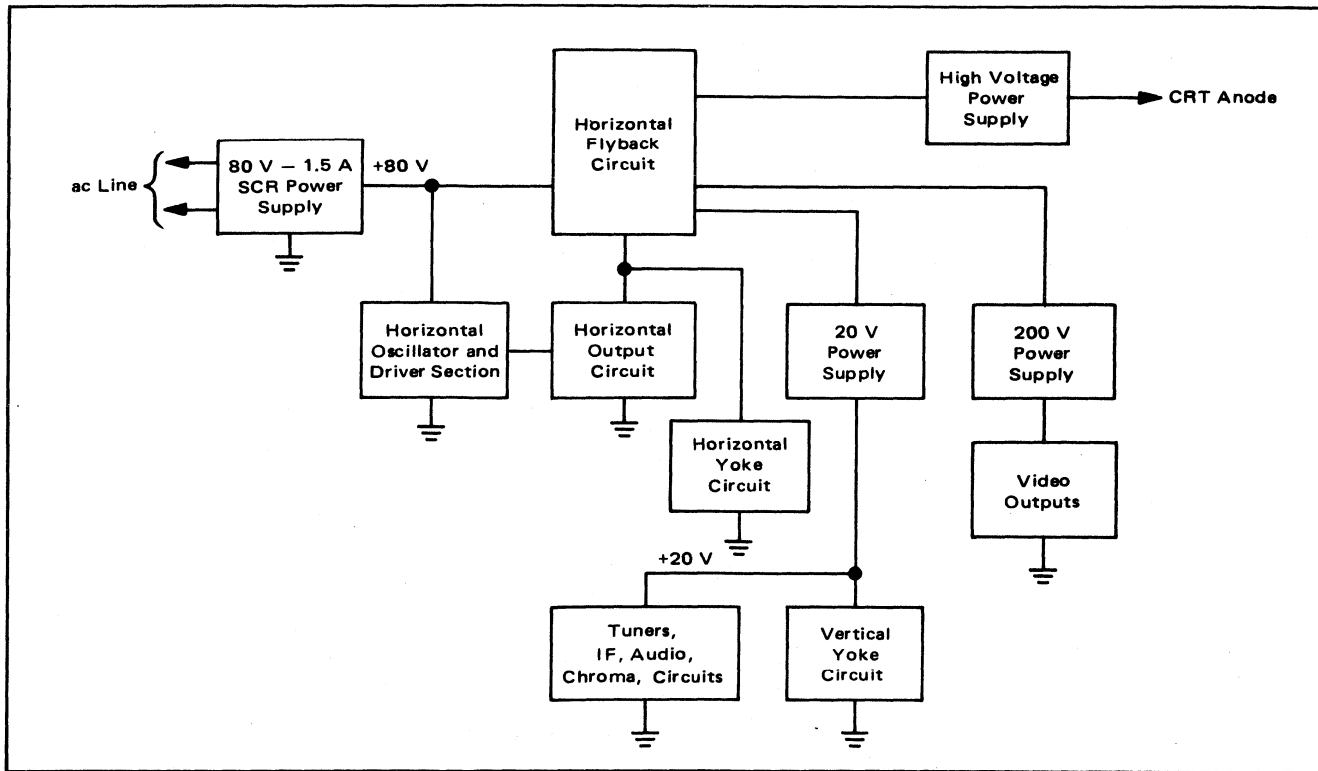 High Voltage
Power
Supply
CRT Anode
Horizontal
Flyback
Circuit
ac Line
80 V – 1.5 A
SCR Power
Supply
+80 V
Horizontal
Oscillator and
Driver Section
Horizontal
Output
Circuit
20 V
Power
Supply
200 V
Power
Supply
Horizontal
Yoke
Circuit
Video
Outputs
+20 V
Tuners,
IF, Audio,
Chroma, Circuits
Vertical
Yoke
Circuit